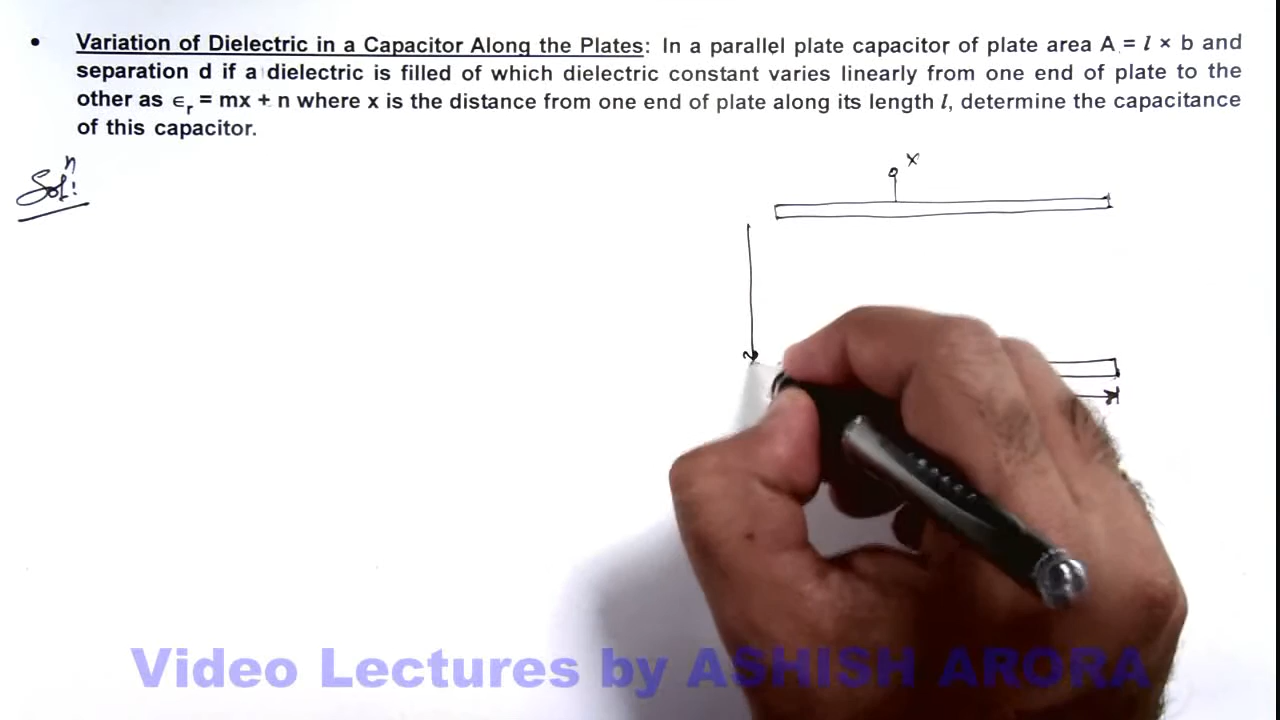 • Variation of Dielectric in a Capacitor Along the Plates: In a parallel plate capacitor of plate area A = l × b and
separation d if a dielectric is filled of which dielectric constant varies linearly from one end of plate to the
other as ∈r = mx + n where x is the distance from one end of plate along its length l, determine the capacitance
of this capacitor.
Solⁿ:
x
Video Lectures by ASHISH ARORA